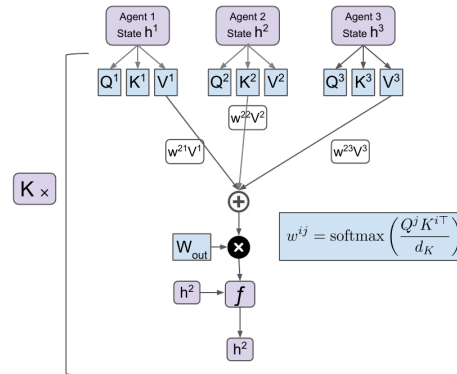 Agent 1
State h¹
Agent 2
State h²
Agent 3
State h³
Q¹ K¹ V¹
Q² K² V²
Q³ K³ V³
w²²V²
w²¹V¹
w²³V³
K ×
+
W_out
×
w^{ij} = softmax(Q^j K^{i⊤} / d_K)
h²
f
h²